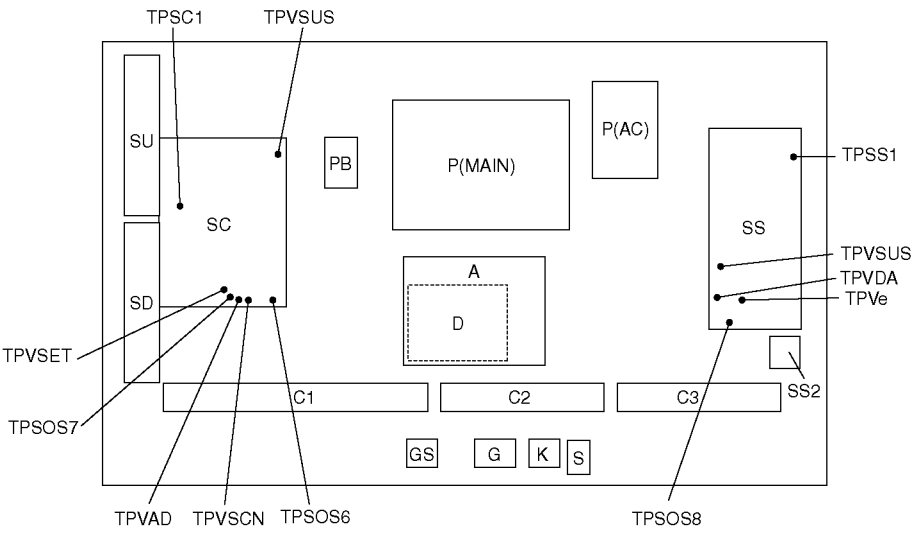 TPSC1
TPVSUS
SU
P(AC)
PB
P(MAIN)
TPSS1
SC
SS
TPVSUS
A
TPVDA
TPVe
SD
D
TPVSET
SS2
C1
C2
C3
TPSOS7
GS
G
K
S
TPVAD
TPVSCN
TPSOS6
TPSOS8